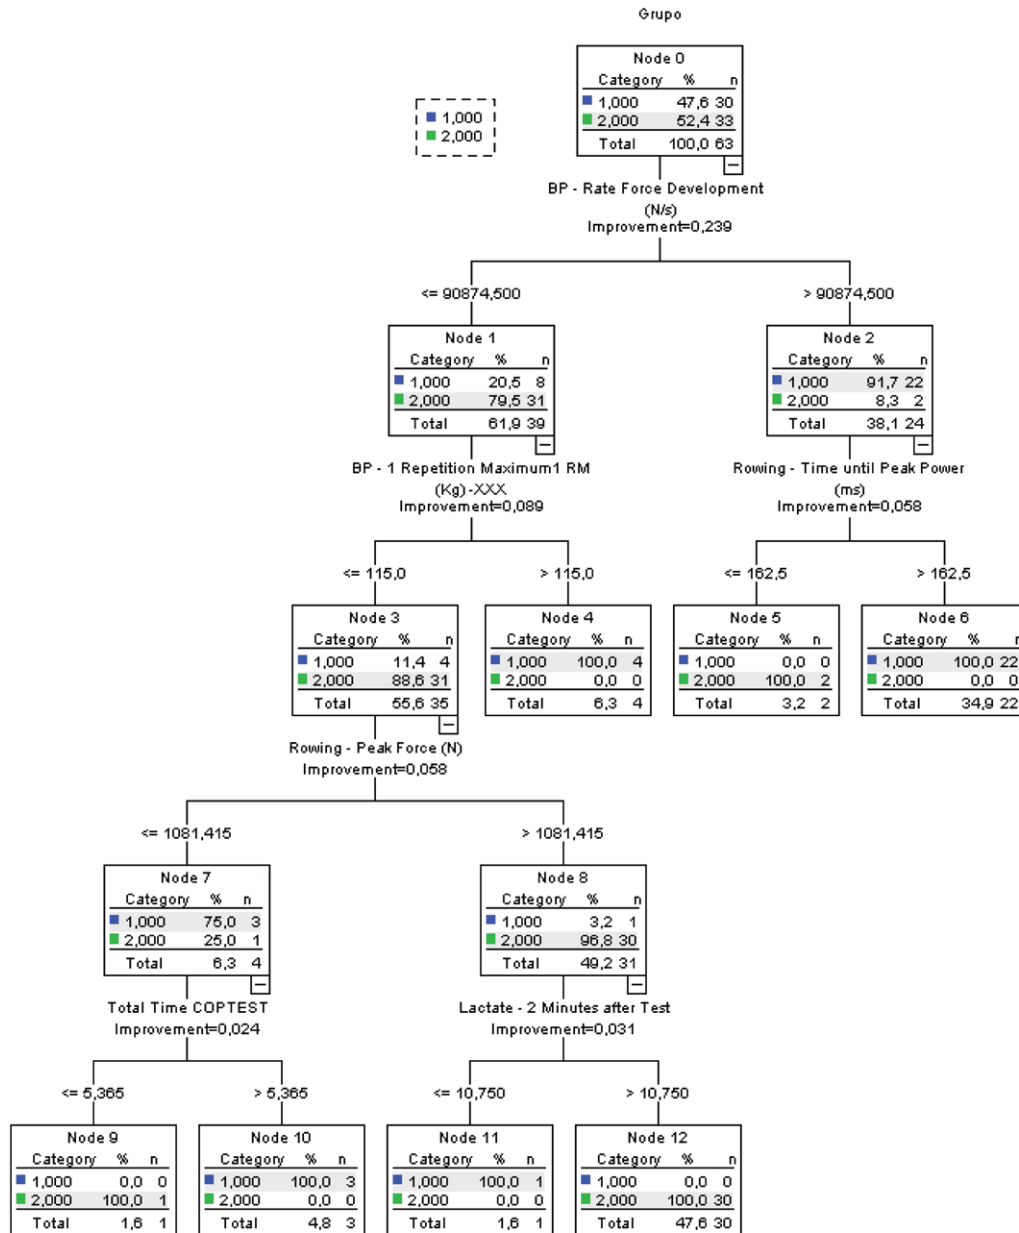 Grupo
Node 0
Category % n
1,000 47,6 30
2,000 52,4 33
Total 100,0 63
1,000
2,000
BP - Rate Force Development
(N/s)
Improvement=0,239
<= 90874,500
> 90874,500
Node 1
Category % n
1,000 20,5 8
2,000 79,5 31
Total 61,9 39
Node 2
Category % n
1,000 91,7 22
2,000 8,3 2
Total 38,1 24
BP - 1 Repetition Maximum1 RM
(Kg) -XXX
Improvement=0,089
Rowing - Time until Peak Power
(ms)
Improvement=0,058
<= 115,0
> 115,0
<= 162,5
> 162,5
Node 3
Category % n
1,000 11,4 4
2,000 88,6 31
Total 55,6 35
Node 4
Category % n
1,000 100,0 4
2,000 0,0 0
Total 6,3 4
Node 5
Category % n
1,000 0,0 0
2,000 100,0 2
Total 3,2 2
Node 6
Category % n
1,000 100,0 22
2,000 0,0 0
Total 34,9 22
Rowing - Peak Force (N)
Improvement=0,058
<= 1081,415
> 1081,415
Node 7
Category % n
1,000 75,0 3
2,000 25,0 1
Total 6,3 4
Node 8
Category % n
1,000 3,2 1
2,000 96,8 30
Total 49,2 31
Total Time COPTEST
Improvement=0,024
Lactate - 2 Minutes after Test
Improvement=0,031
<= 5,365
> 5,365
<= 10,750
> 10,750
Node 9
Category % n
1,000 0,0 0
2,000 100,0 1
Total 1,6 1
Node 10
Category % n
1,000 100,0 3
2,000 0,0 0
Total 4,8 3
Node 11
Category % n
1,000 100,0 1
2,000 0,0 0
Total 1,6 1
Node 12
Category % n
1,000 0,0 0
2,000 100,0 30
Total 47,6 30